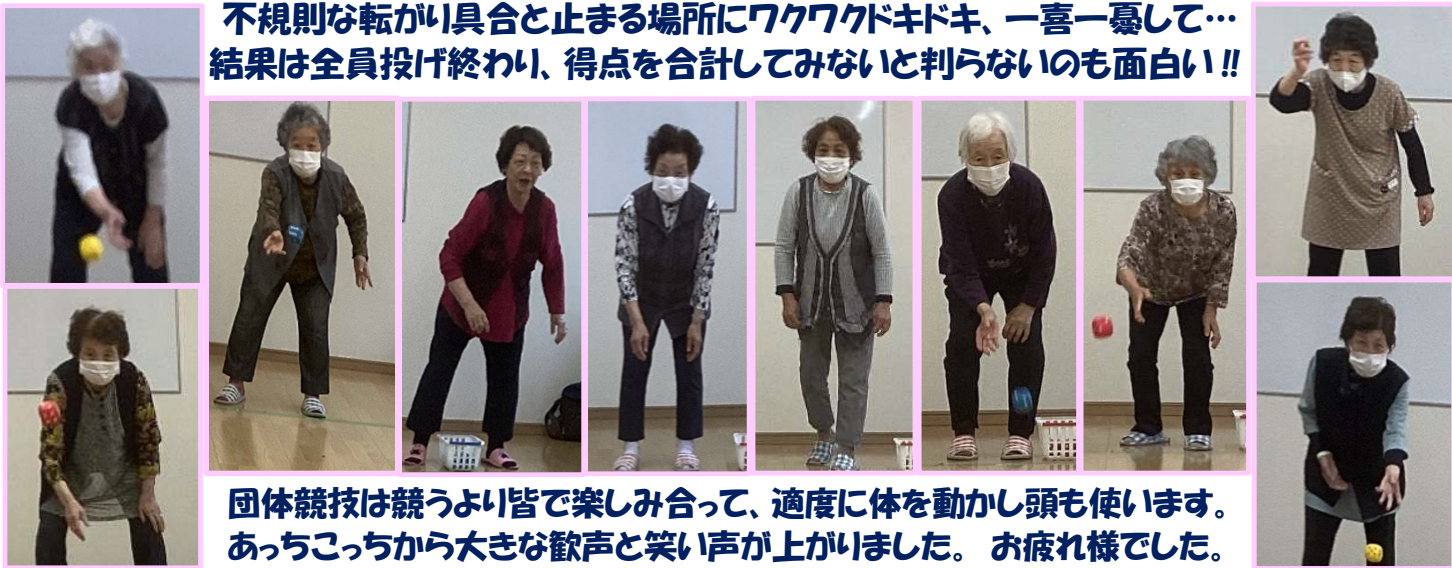 不規則な転がり具合と止まる場所にワクワクドキドキ、一喜一憂して…
結果は全員投げ終わり、得点を合計してみないと判らないのも面白い!!
団体競技は競うより皆で楽しみ合って、適度に体を動かし頭も使います。
あっちこっちから大きな歓声と笑い声が上がりました。 お疲れ様でした。